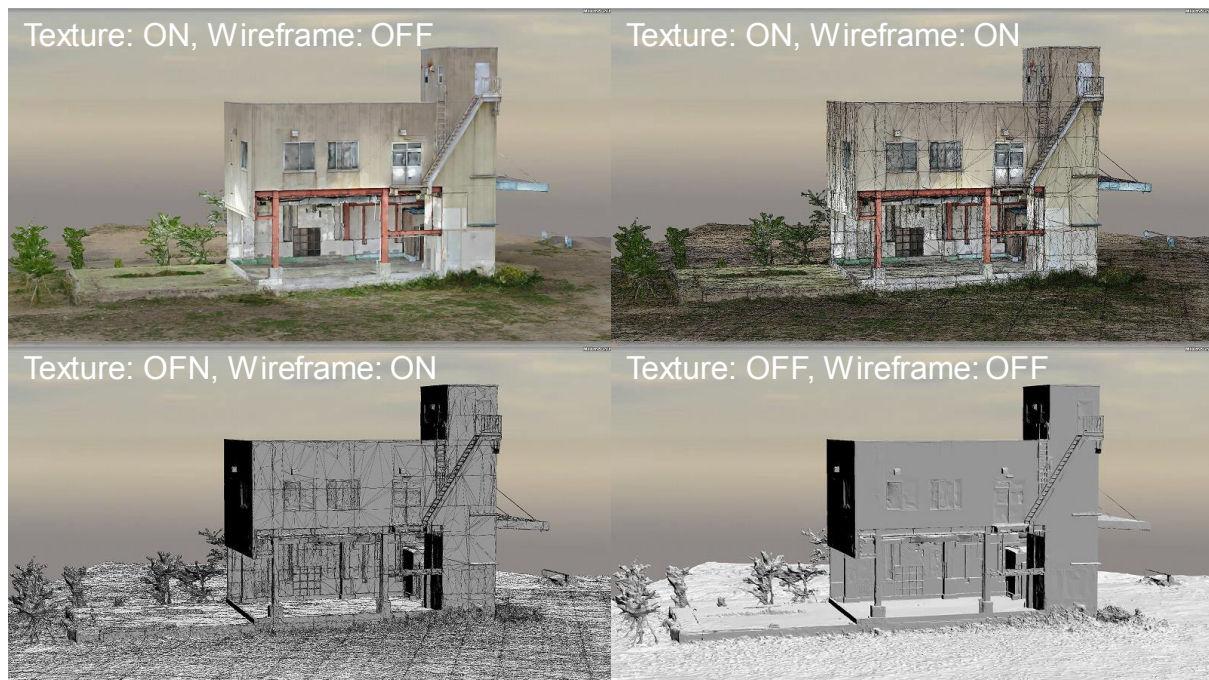 Texture: ON, Wireframe: OFF
Texture: ON, Wireframe: ON
Texture: OFN, Wireframe: ON
Texture: OFF, Wireframe: OFF